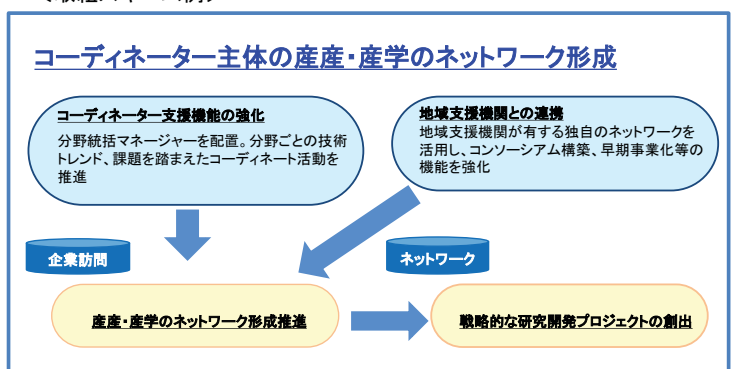 コーディネーター主体の産産・産学のネットワーク形成
コーディネーター支援機能の強化
分野統括マネージャーを配置。分野ごとの技術
トレンド、課題を踏まえたコーディネート活動を
推進
地域支援機関との連携
地域支援機関が有する独自のネットワークを
活用し、コンソーシアム構築、早期事業化等の
機能を強化
企業訪問
ネットワーク
産産・産学のネットワーク形成推進
戦略的な研究開発プロジェクトの創出